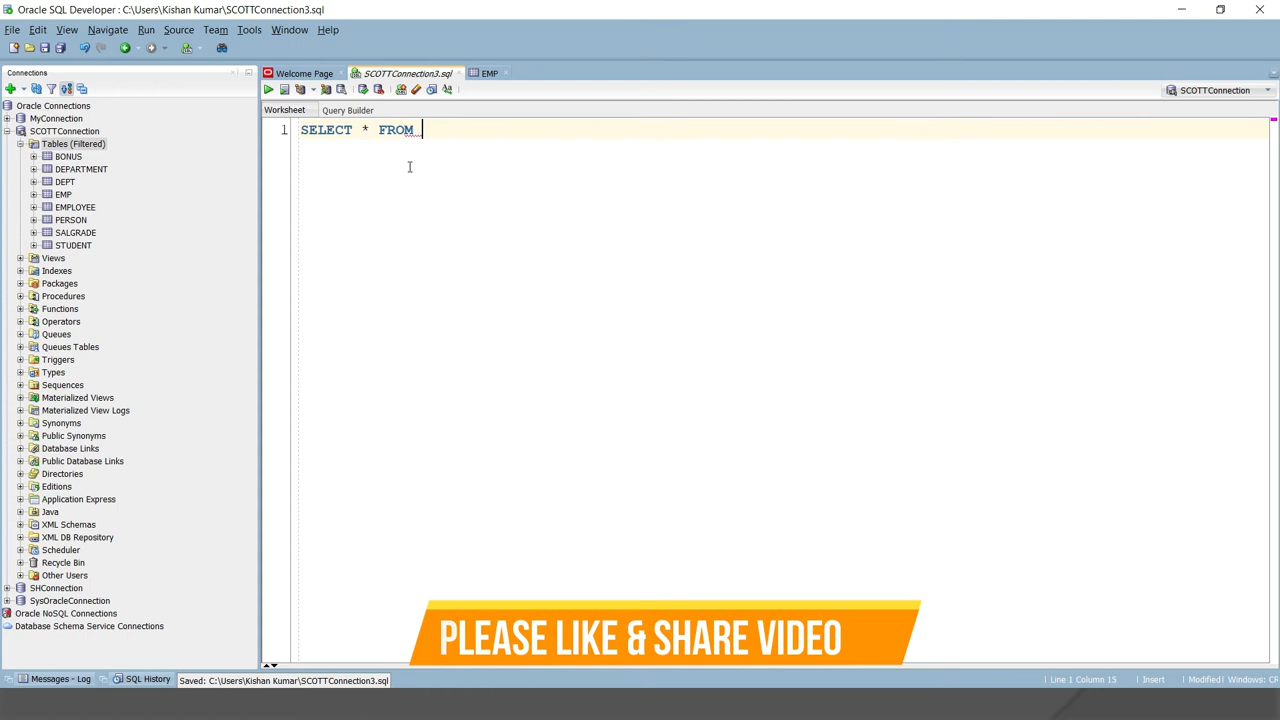 Oracle SQL Developer : C:\Users\Kishan Kumar\SCOTTConnection3.sql
File Edit View Navigate Run Source Team Tools Window Help
Connections
Welcome Page
SCOTTConnection3.sql
EMP
SCOTTConnection
Worksheet
Query Builder
1 SELECT * FROM
Oracle Connections
MyConnection
SCOTTConnection
Tables (Filtered)
BONUS
DEPARTMENT
DEPT
EMP
EMPLOYEE
PERSON
SALGRADE
STUDENT
Views
Indexes
Packages
Procedures
Functions
Operators
Queues
Queues Tables
Triggers
Types
Sequences
Materialized Views
Materialized View Logs
Synonyms
Public Synonyms
Database Links
Public Database Links
Directories
Editions
Application Express
Java
XML Schemas
XML DB Repository
Scheduler
Recycle Bin
Other Users
SHConnection
SysOracleConnection
Oracle NoSQL Connections
Database Schema Service Connections
PLEASE LIKE & SHARE VIDEO
Messages - Log
SQL History
Saved: C:\Users\Kishan Kumar\SCOTTConnection3.sql
Line 1 Column 15
Insert
Modified
Windows: CR